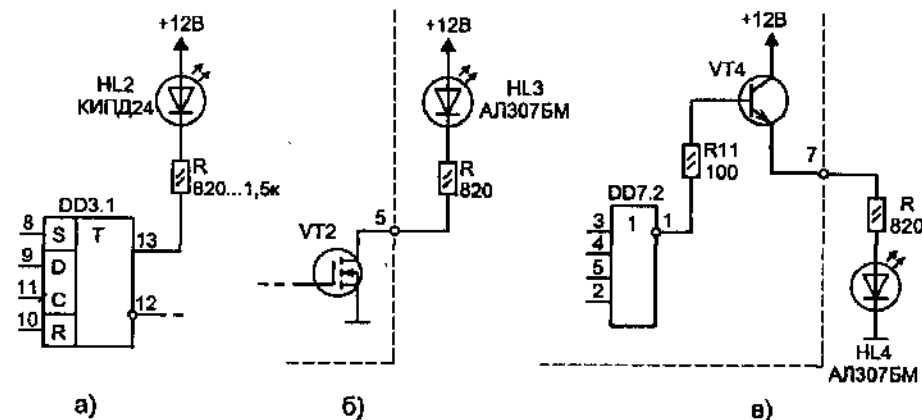 +12В
HL2
КИПД24
R
820...1,5к
DD3.1
8
S
T
13
9
D
11
C
12
10
R
а)
+12В
HL3
АЛ307БМ
R
820
5
VT2
б)
+12В
VT4
R11
100
7
DD7.2
3
1
1
4
5
2
R
820
HL4
АЛ307БМ
в)